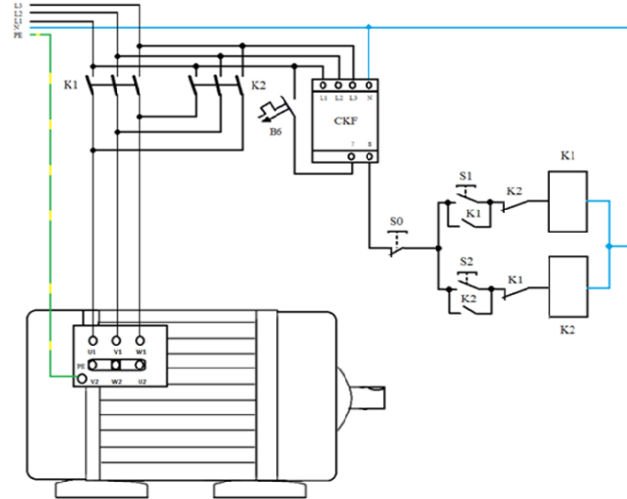 L3
L2
L1
N
PE
K1
K2
B6
L1 L2 L3 N
CKF
7 8
S0
S1
K1
K2
K1
S2
K2
K1
K2
U1 V1 W1
PE
V2 W2 U2